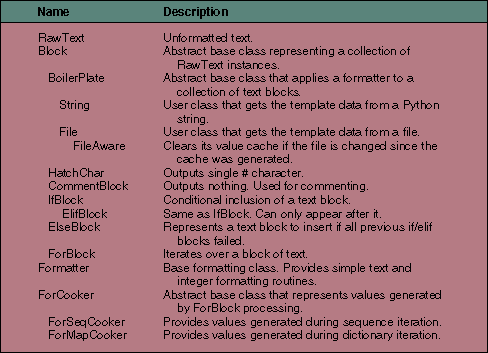 Name Description
RawText Unformatted text.
Block Abstract base class representing a collection of
RawText instances.
BoilerPlate Abstract base class that applies a formatter to a
collection of text blocks.
String User class that gets the template data from a Python
string.
File User class that gets the template data from a file.
FileAware Clears its value cache if the file is changed since the
cache was generated.
HatchChar Outputs single # character.
CommentBlock Outputs nothing. Used for commenting.
IfBlock Conditional inclusion of a text block.
ElifBlock Same as IfBlock. Can only appear after it.
ElseBlock Represents a text block to insert if all previous if/elif
blocks failed.
ForBlock Iterates over a block of text.
Formatter Base formatting class. Provides simple text and
integer formatting routines.
ForCooker Abstract base class that represents values generated
by ForBlock processing.
ForSeqCooker Provides values generated during sequence iteration.
ForMapCooker Provides values generated during dictionary iteration.